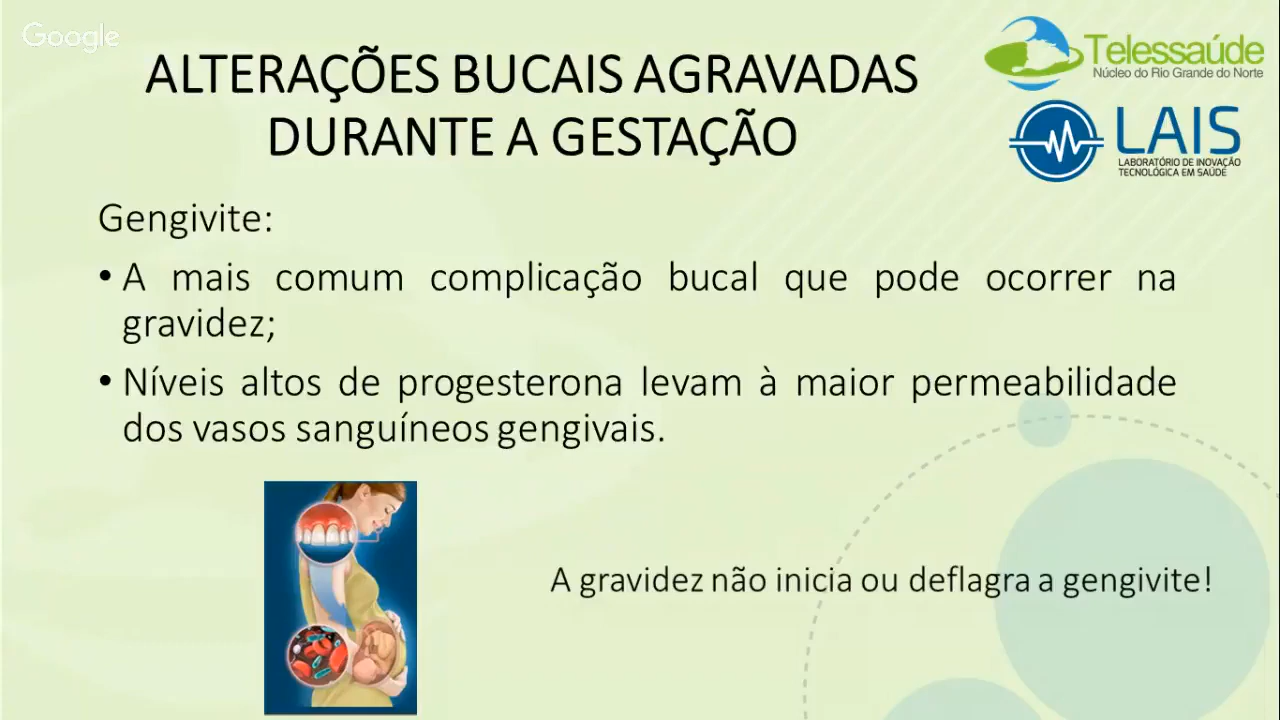 Google
ALTERAÇÕES BUCAIS AGRAVADAS
DURANTE A GESTAÇÃO
Telessaúde
Núcleo do Rio Grande do Norte
LAIS
LABORATÓRIO DE INOVAÇÃO
TECNOLÓGICA EM SAÚDE
Gengivite:
• A mais comum complicação bucal que pode ocorrer na
gravidez;
• Níveis altos de progesterona levam à maior permeabilidade
dos vasos sanguíneos gengivais.
A gravidez não inicia ou deflagra a gengivite!